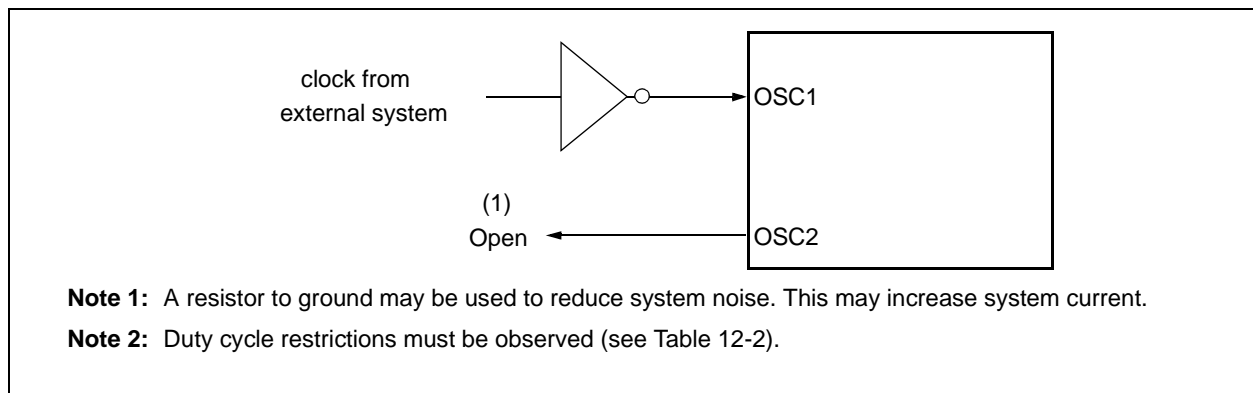 clock from
external system
OSC1
(1)
Open
OSC2
Note 1: A resistor to ground may be used to reduce system noise. This may increase system current.
Note 2: Duty cycle restrictions must be observed (see Table 12-2).